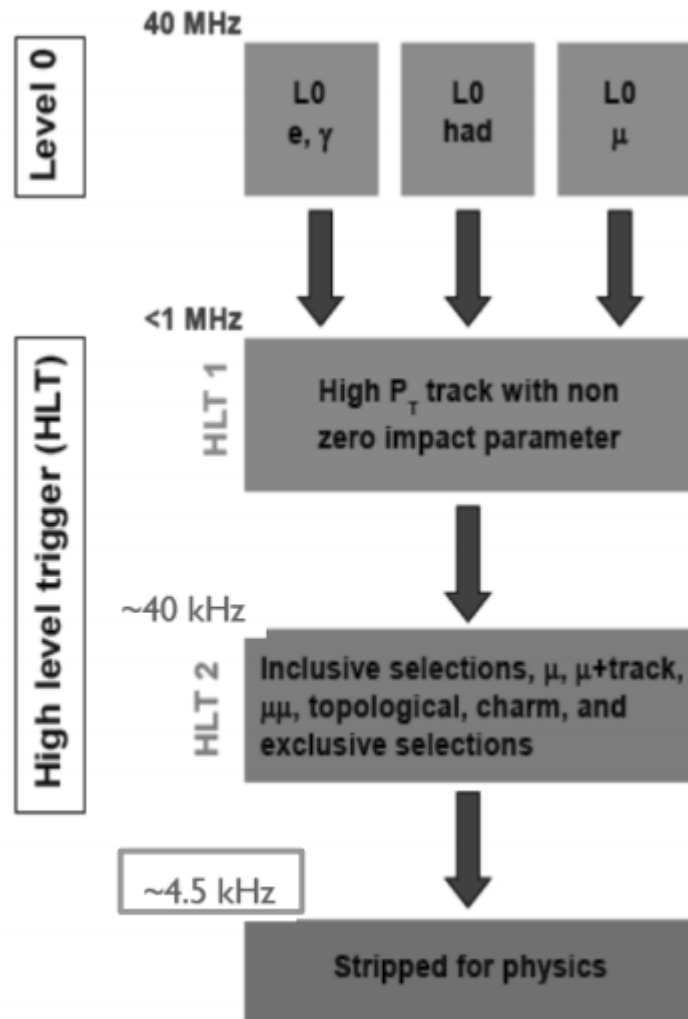 40 MHz
Level 0
L0
e, γ
L0
had
L0
μ
<1 MHz
High level trigger (HLT)
HLT 1
High P_T track with non
zero impact parameter
~40 kHz
HLT 2
Inclusive selections, μ, μ+track,
μμ, topological, charm, and
exclusive selections
~4.5 kHz
Stripped for physics